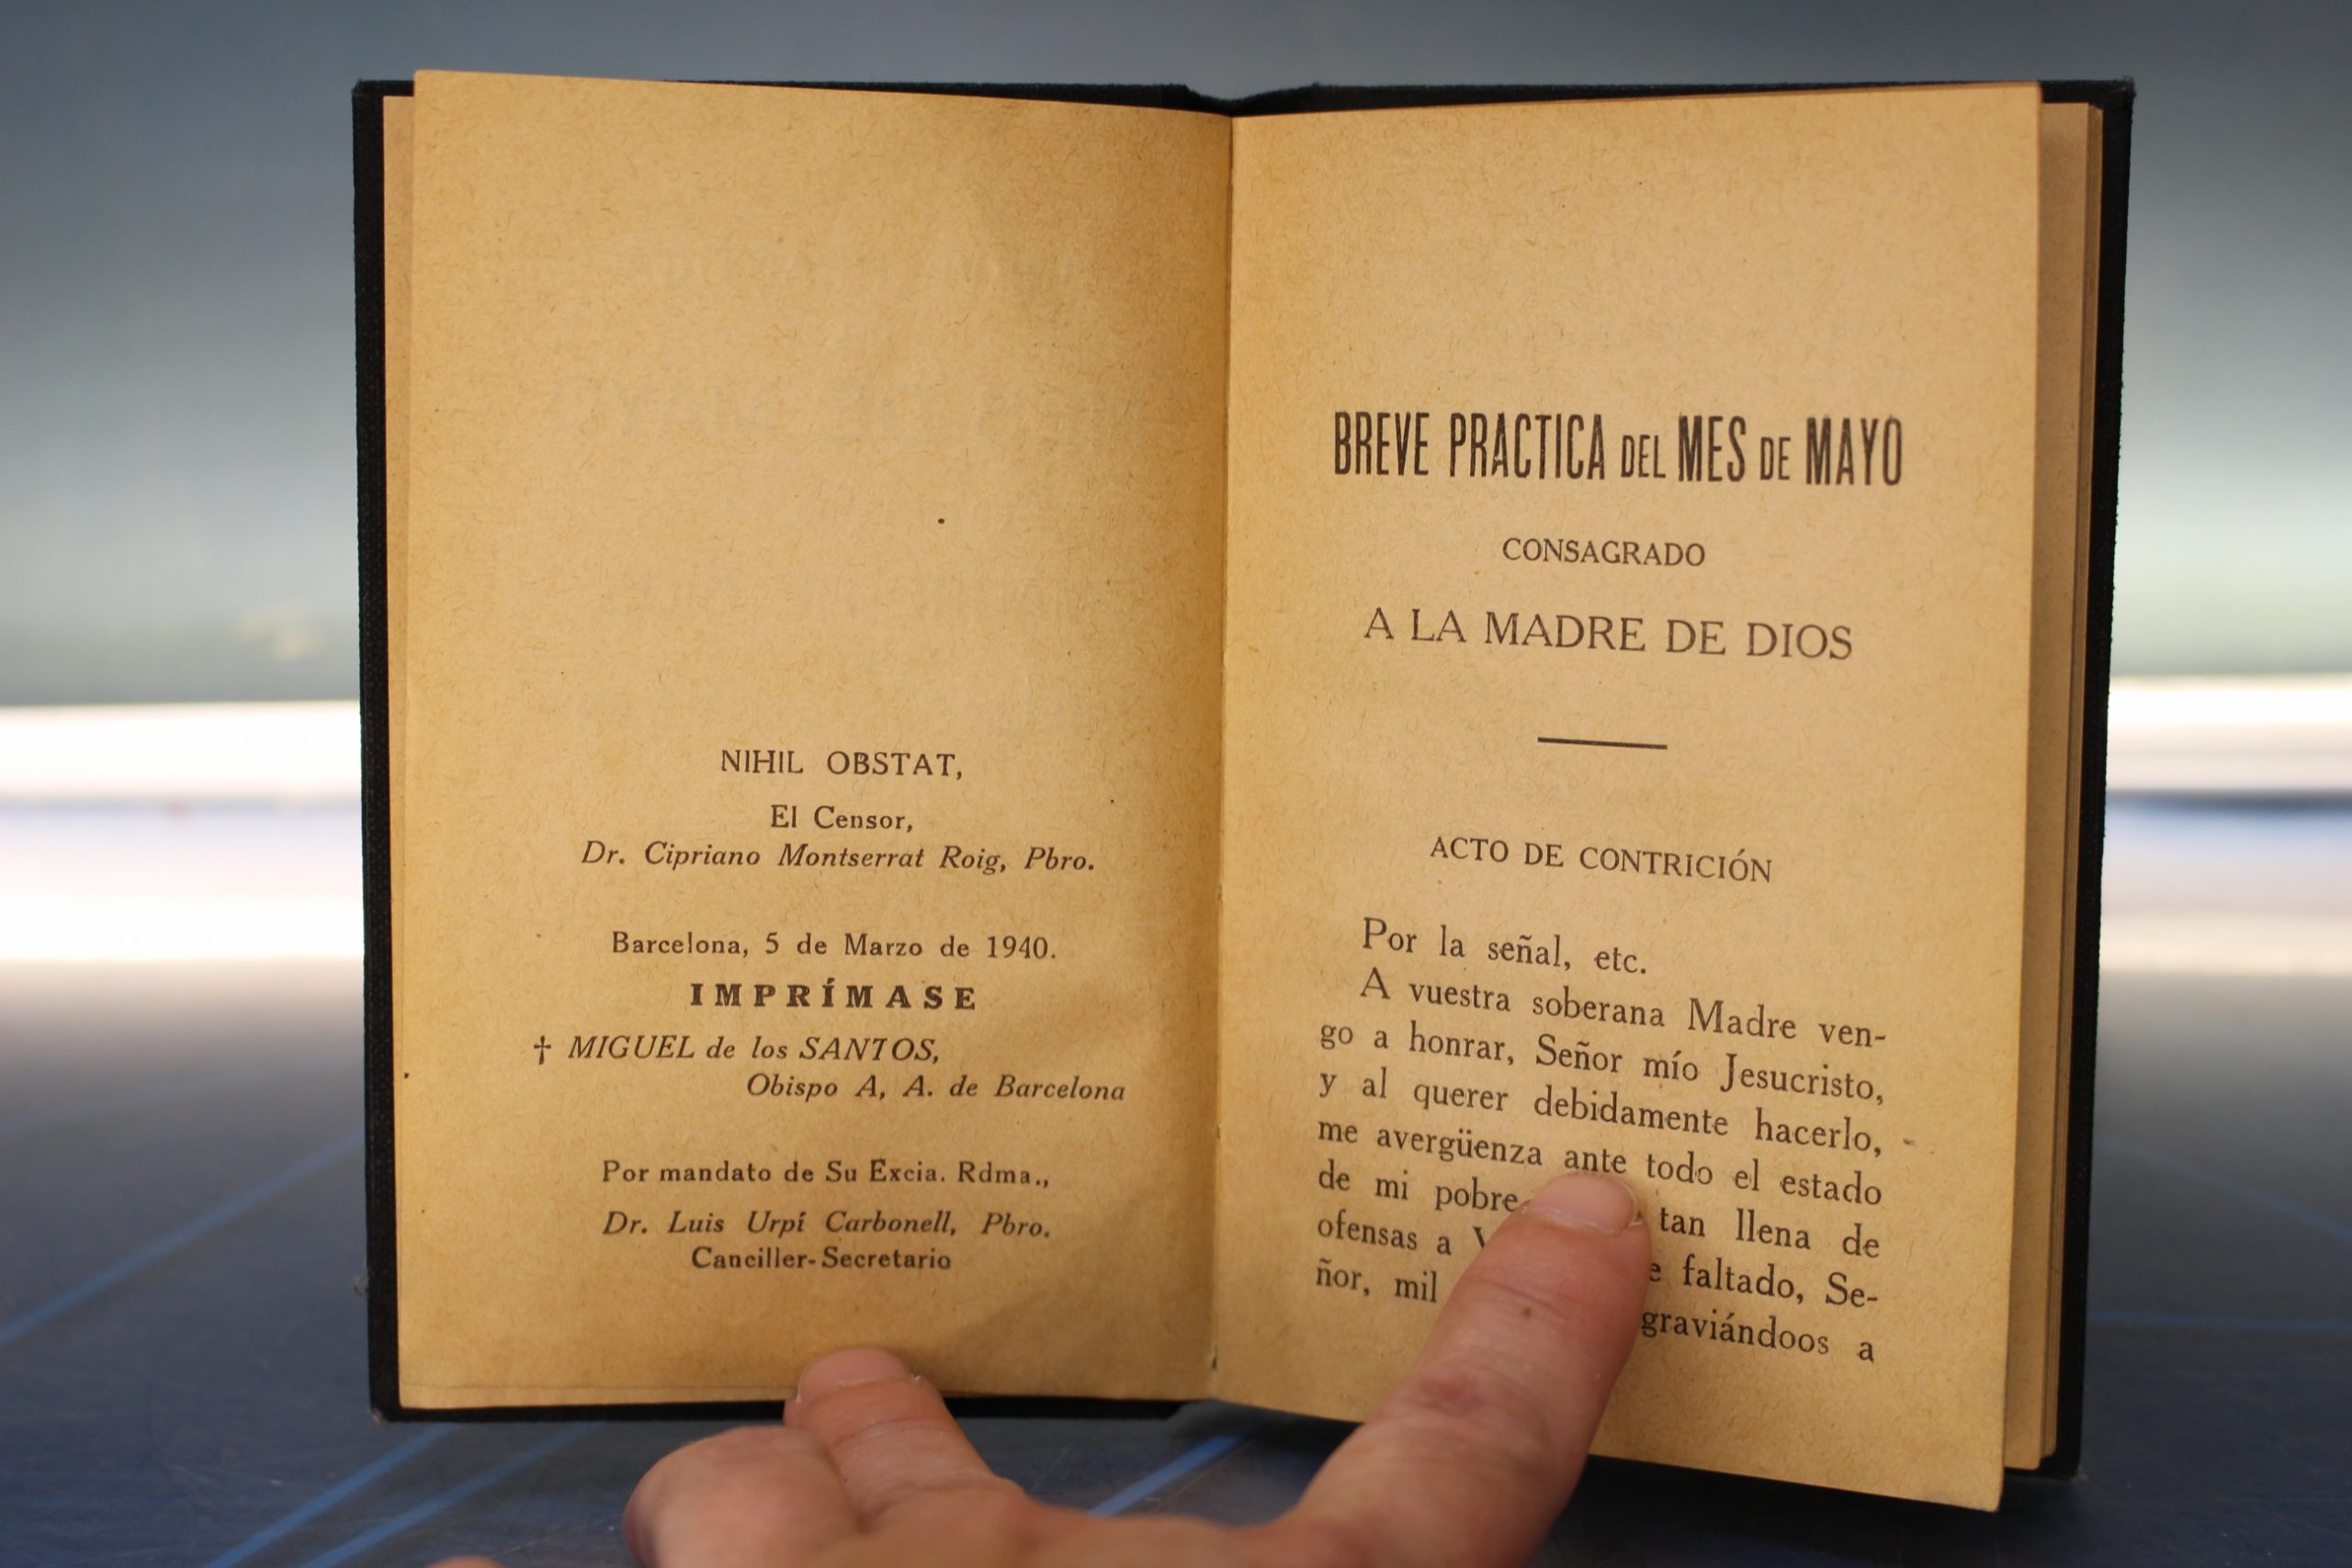 NIHIL OBSTAT,
El Censor,
Dr. Cipriano Montserrat Roig, Pbro.
Barcelona, 5 de Marzo de 1940.
IMPRÍMASE
† MIGUEL de los SANTOS,
Obispo A, A. de Barcelona
Por mandato de Su Excia. Rdma.,
Dr. Luis Urpí Carbonell, Pbro.
Canciller-Secretario
BREVE PRACTICA DEL MES DE MAYO
CONSAGRADO
A LA MADRE DE DIOS
ACTO DE CONTRICIÓN
Por la señal, etc.
A vuestra soberana Madre ven-
go a honrar, Señor mío Jesucristo,
y al querer debidamente hacerlo,
me avergüenza ante todo el estado
de mi pobre tan llena de
ofensas a faltado, Se-
ñor, mil graviándoos a